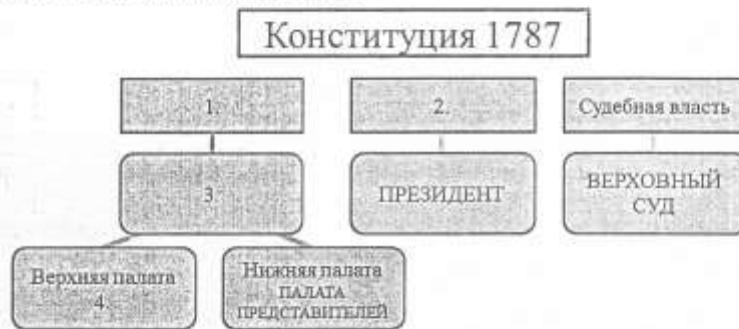 Конституция 1787
1.
2.
Судебная власть
3
ПРЕЗИДЕНТ
ВЕРХОВНЫЙ
СУД
Верхняя палата
4.
Нижняя палата
ПАЛАТА
ПРЕДСТАВИТЕЛЕЙ